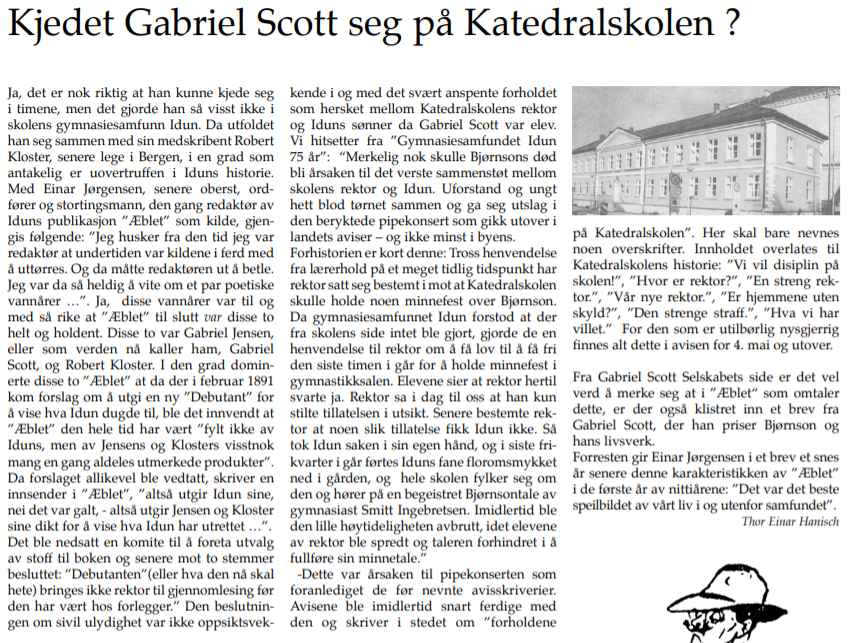 Kjedet Gabriel Scott seg på Katedralskolen ?
Ja, det er nok riktig at han kunne kjede seg
i timene, men det gjorde han så visst ikke i
skolens gymnasiesamfunn Idun. Da utfoldet
han seg sammen med sin medskribent Robert
Kloster, senere lege i Bergen, i en grad som
antakelig er uovertruffen i Iduns historie.
Med Einar Jørgensen, senere oberst, ord-
fører og stortingsmann, den gang redaktør av
Iduns publikasjon ”Æblet” som kilde, gjen-
gis følgende: ”Jeg husker fra den tid jeg var
redaktør at undertiden var kildene i ferd med
å uttørres. Og da måtte redaktøren ut å betle.
Jeg var da så heldig å vite om et par poetiske
vannårer …”. Ja,  disse vannårer var til og
med så rike at ”Æblet” til slutt var disse to
helt og holdent. Disse to var Gabriel Jensen,
eller som verden nå kaller ham, Gabriel
Scott, og Robert Kloster. I den grad domin-
erte disse to ”Æblet” at da der i februar 1891
kom forslag om å utgi en ny ”Debutant” for
å vise hva Idun dugde til, ble det innvendt at
”Æblet” den hele tid har vært ”fylt ikke av
Iduns, men av Jensens og Klosters visstnok
mang en gang aldeles utmerkede produkter”.
Da forslaget allikevel ble vedtatt, skriver en
innsender i ”Æblet”, ”altså utgir Idun sine,
nei det var galt, - altså utgir Jensen og Kloster
sine dikt for å vise hva Idun har utrettet …”.
Det ble nedsatt en komite til å foreta utvalg
av stoff til boken og senere mot to stemmer
besluttet: ”Debutanten”(eller hva den nå skal
hete) bringes ikke rektor til gjennomlesing før
den har vært hos forlegger.” Den beslutnin-
gen om sivil ulydighet var ikke oppsiktsvek-
kende i og med det svært anspente forholdet
som hersket mellom Katedralskolens rektor
og Iduns sønner da Gabriel Scott var elev.
Vi hitsetter fra ”Gymnasiesamfundet Idun
75 år”: ”Merkelig nok skulle Bjørnsons død
bli årsaken til det verste sammenstøt mellom
skolens rektor og Idun. Uforstand og ungt
hett blod tørnet sammen og ga seg utslag i
den beryktede pipekonsert som gikk utover i
landets aviser – og ikke minst i byens.
Forhistorien er kort denne: Tross henvendelse
fra lærerhold på et meget tidlig tidspunkt har
rektor satt seg bestemt i mot at Katedralskolen
skulle holde noen minnefest over Bjørnson.
Da gymnasiesamfunnet Idun forstod at der
fra skolens side intet ble gjort, gjorde de en
henvendelse til rektor om å få lov til å få fri
den siste timen i går for å holde minnefest i
gymnastikksalen. Elevene sier at rektor hertil
svarte ja. Rektor sa i dag til oss at han kun
stilte tillatelsen i utsikt. Senere bestemte rek-
tor at noen slik tillatelse fikk Idun ikke. Så
tok Idun saken i sin egen hånd, og i siste fri-
kvarter i går førtes Iduns fane floromsmykket
ned i gården, og  hele skolen fylker seg om
den og hører på en begeistret Bjørnsontale av
gymnasiast Smitt Ingebretsen. Imidlertid ble
den lille høytideligheten avbrutt, idet elevene
av rektor ble spredt og taleren forhindret i å
fullføre sin minnetale.”
-Dette var årsaken til pipekonserten som
foranlediget de før nevnte avisskriverier.
Avisene ble imidlertid snart ferdige med
den og skriver i stedet om ”forholdene
på Katedralskolen”. Her skal bare nevnes
noen overskrifter. Innholdet overlates til
Katedralskolens historie: ”Vi vil disiplin på
skolen!”, ”Hvor er rektor?”, ”En streng rek-
tor.”, ”Vår nye rektor.”, ”Er hjemmene uten
skyld?”, ”Den strenge straff.”, ”Hva vi har
villet.”  For den som er utilbørlig nysgjerrig
finnes alt dette i avisen for 4. mai og utover.
Fra Gabriel Scott Selskabets side er det vel
verd å merke seg at i ”Æblet“ som omtaler
dette, er der også klistret inn et brev fra
Gabriel Scott, der han priser Bjørnson og
hans livsverk.
Forresten gir Einar Jørgensen i et brev et snes
år senere denne karakteristikken av ”Æblet”
i de første år av nittiårene: ”Det var det beste
speilbildet av vårt liv i og utenfor samfundet”.
Thor Einar Hanisch